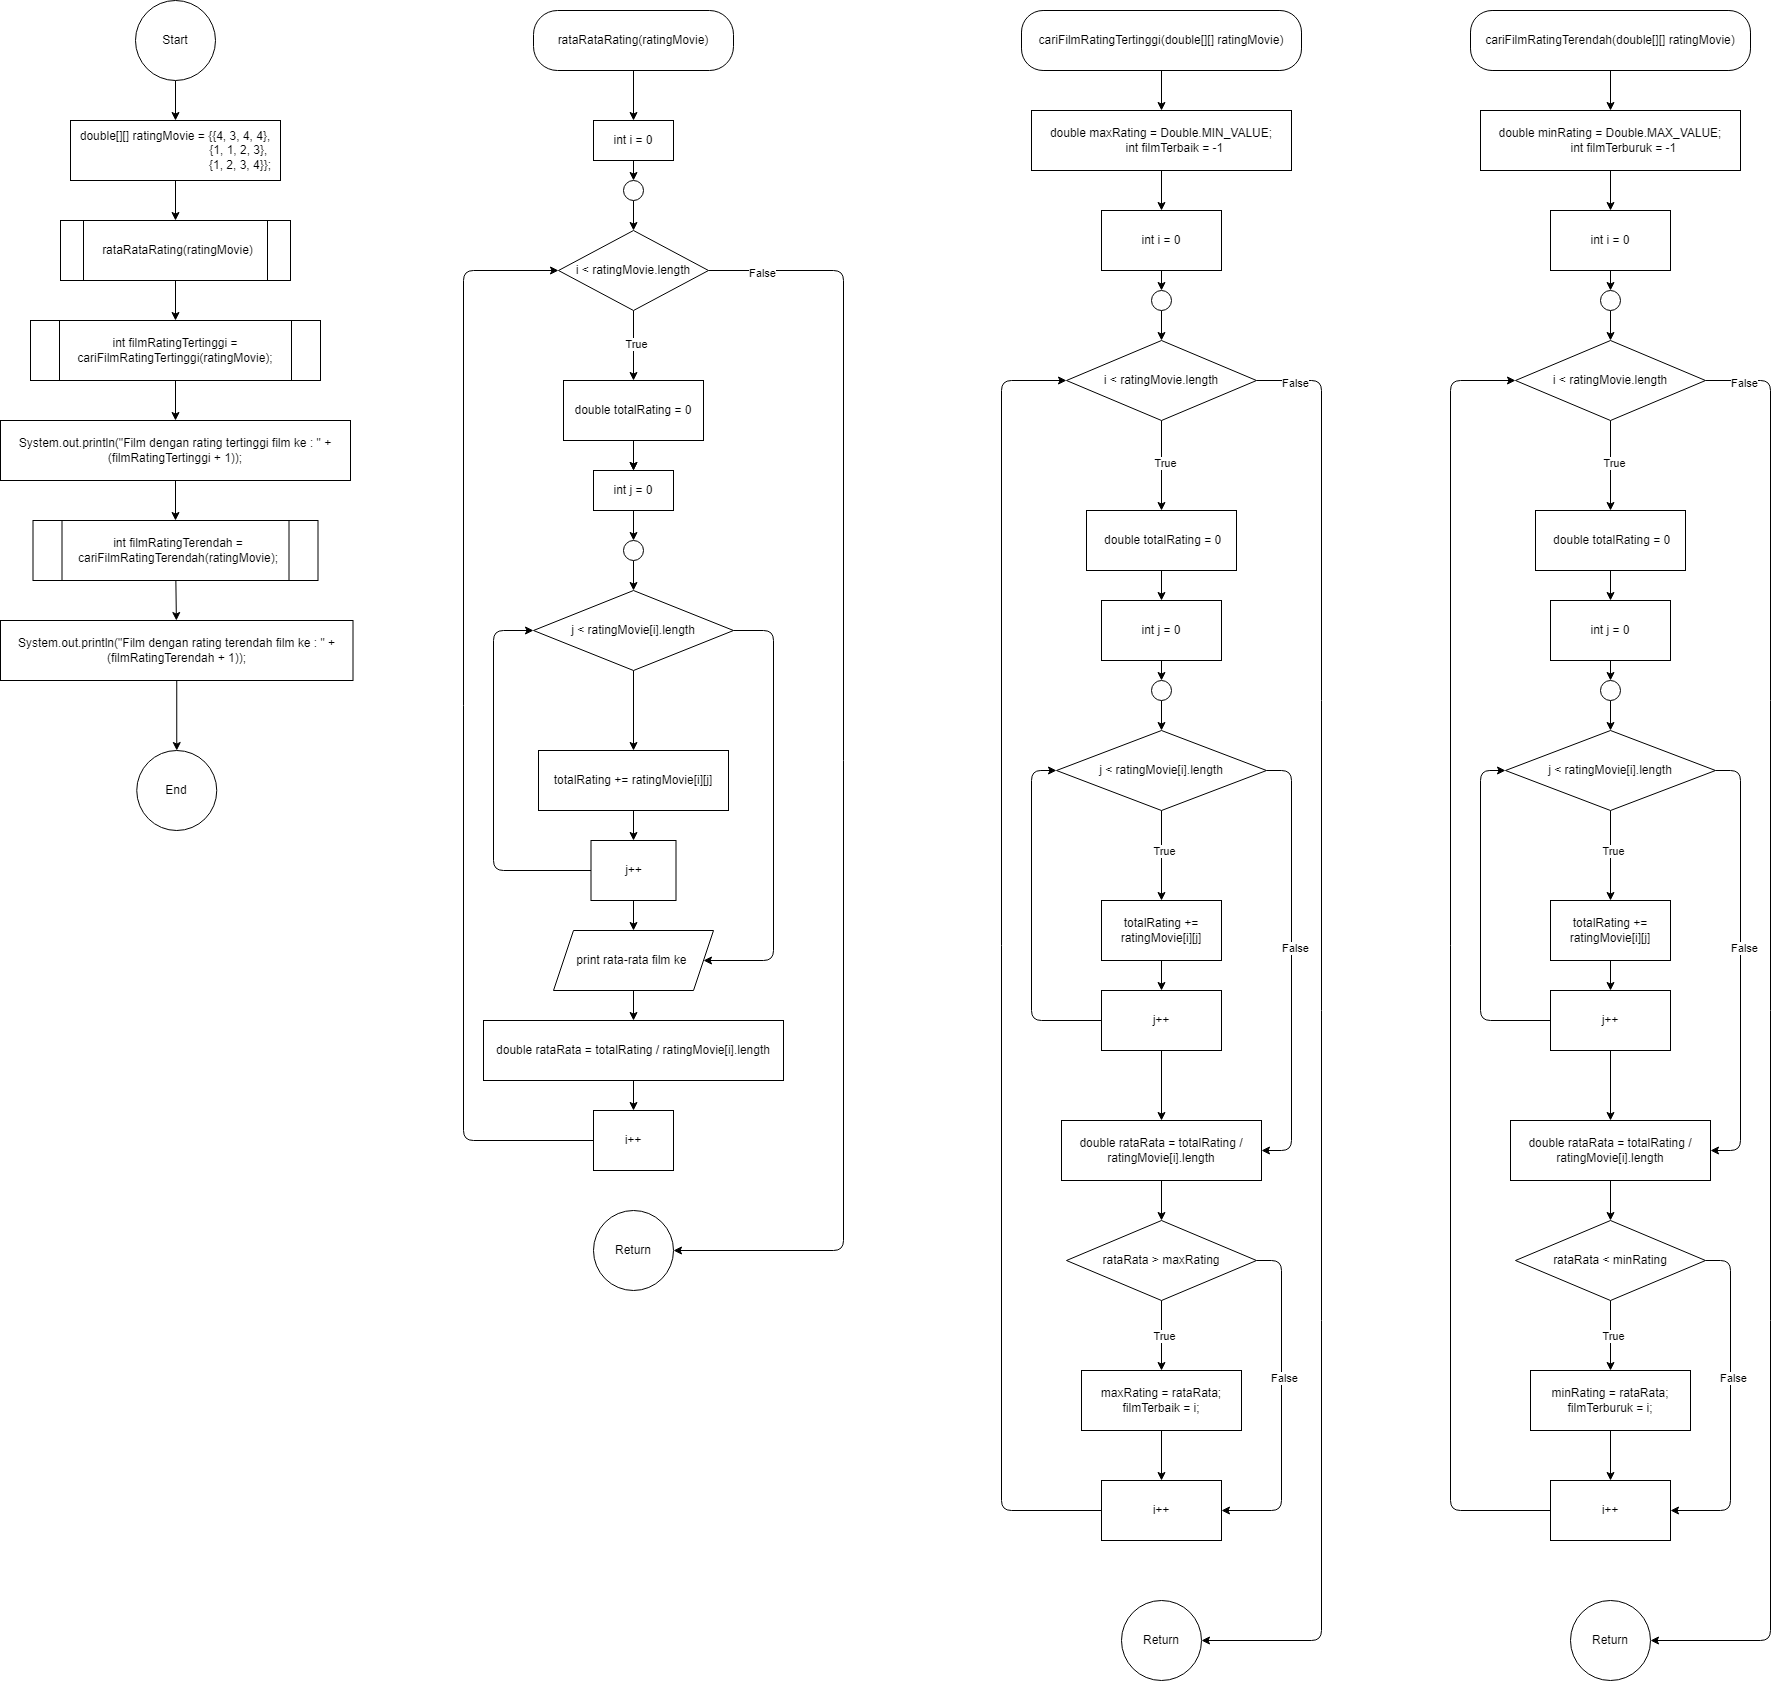 Start
double[][] ratingMovie = {{4, 3, 4, 4},
{1, 1, 2, 3},
{1, 2, 3, 4}};
rataRataRating(ratingMovie)
int filmRatingTertinggi =
cariFilmRatingTertinggi(ratingMovie);
System.out.println("Film dengan rating tertinggi film ke : " +
(filmRatingTertinggi + 1));
int filmRatingTerendah =
cariFilmRatingTerendah(ratingMovie);
System.out.println("Film dengan rating terendah film ke : " +
(filmRatingTerendah + 1));
End
rataRataRating(ratingMovie)
int i = 0
i < ratingMovie.length
False
True
double totalRating = 0
int j = 0
j < ratingMovie[i].length
totalRating += ratingMovie[i][j]
j++
print rata-rata film ke
double rataRata = totalRating / ratingMovie[i].length
i++
Return
cariFilmRatingTertinggi(double[][] ratingMovie)
double maxRating = Double.MIN_VALUE;
int filmTerbaik = -1
int i = 0
i < ratingMovie.length
False
True
double totalRating = 0
int j = 0
j < ratingMovie[i].length
True
totalRating +=
ratingMovie[i][j]
False
j++
double rataRata = totalRating /
ratingMovie[i].length
rataRata > maxRating
True
False
maxRating = rataRata;
filmTerbaik = i;
i++
Return
cariFilmRatingTerendah(double[][] ratingMovie)
double minRating = Double.MAX_VALUE;
int filmTerburuk = -1
int i = 0
i < ratingMovie.length
False
True
double totalRating = 0
int j = 0
j < ratingMovie[i].length
True
totalRating +=
ratingMovie[i][j]
False
j++
double rataRata = totalRating /
ratingMovie[i].length
rataRata < minRating
True
False
minRating = rataRata;
filmTerburuk = i;
i++
Return